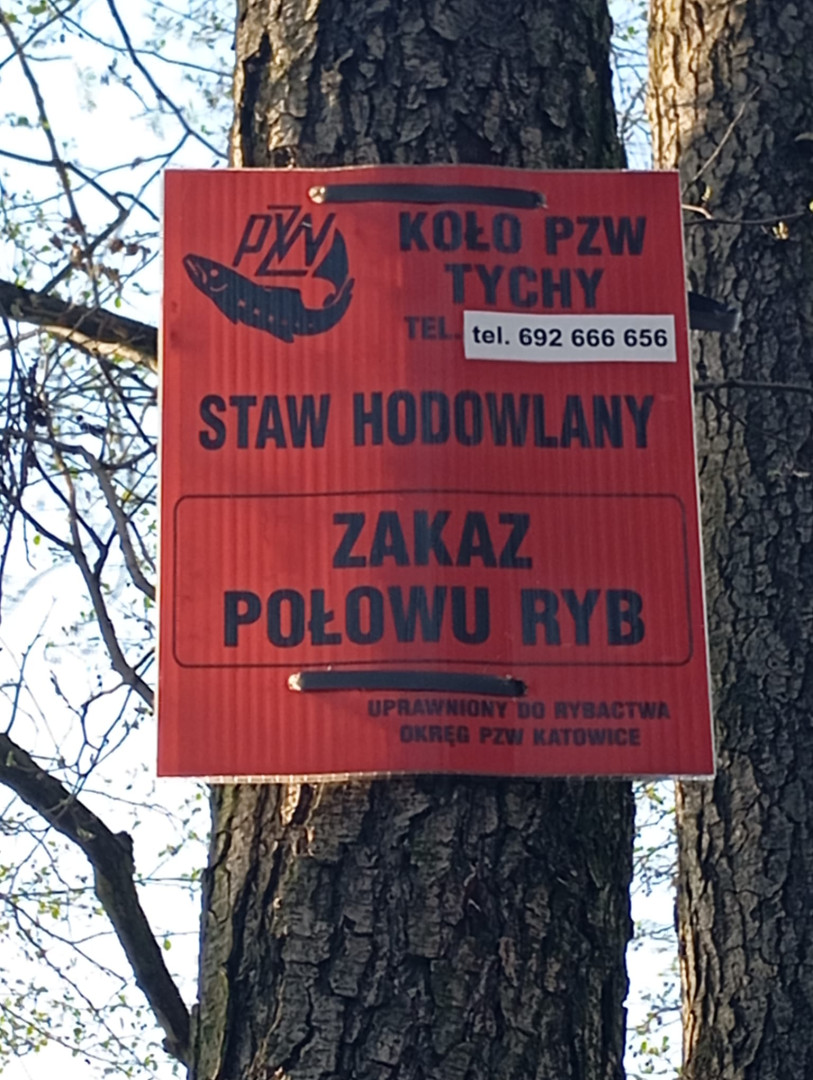 PZW
KOŁO PZW
TYCHY
TEL.
tel. 692 666 656
STAW HODOWLANY
ZAKAZ
POŁOWU RYB
UPRAWNIONY DO RYBACTWA
OKRĘG PZW KATOWICE